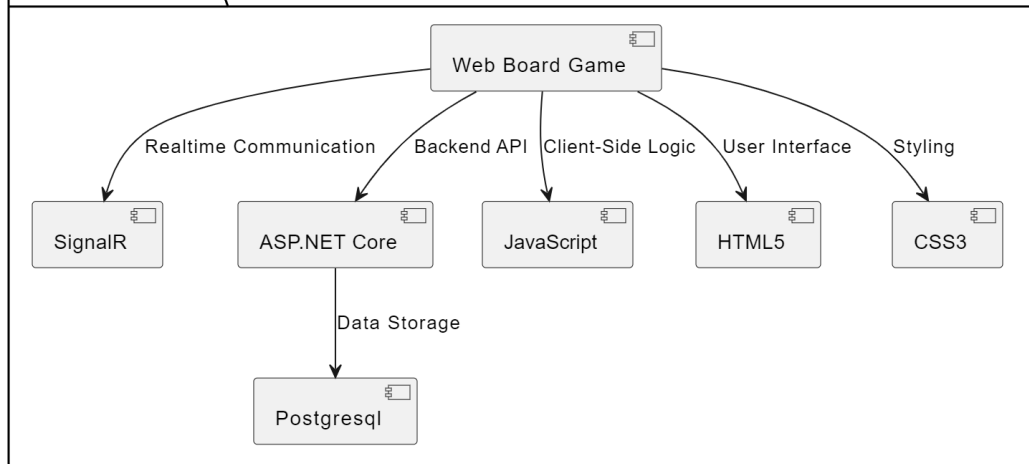 Web Board Game
Realtime Communication
Backend API
Client-Side Logic
User Interface
Styling
SignalR
ASP.NET Core
JavaScript
HTML5
CSS3
Data Storage
Postgresql